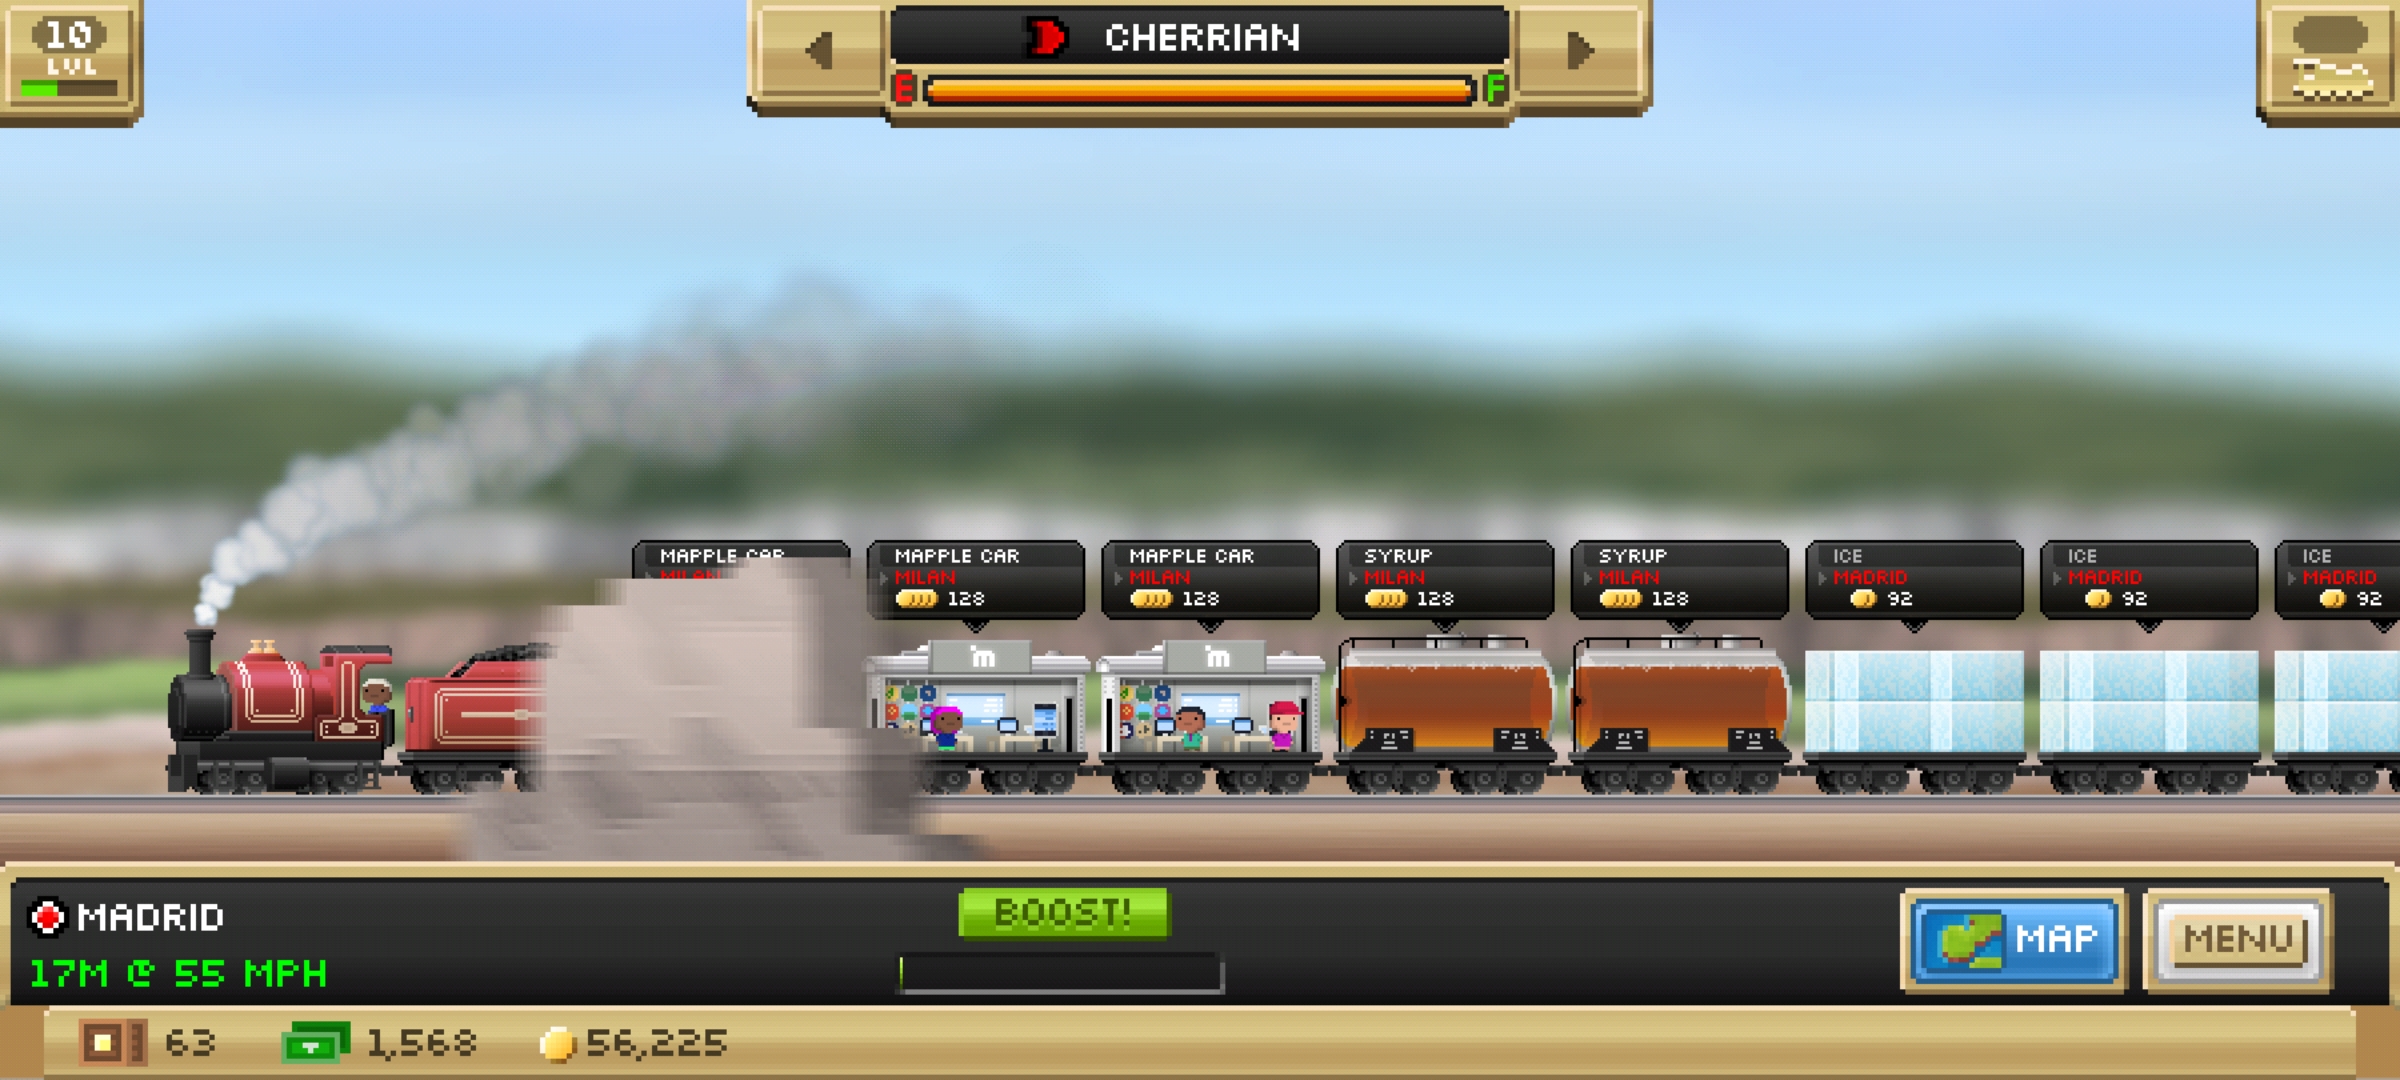 10
LVL
CHERRIAN
E
F
MAPPLE CAR
MILAN
MAPPLE CAR
MILAN
128
MAPPLE CAR
MILAN
128
SYRUP
MILAN
128
SYRUP
MILAN
128
ICE
MADRID
92
ICE
MADRID
92
ICE
MADRID
92
m
m
MADRID
17M @ 55 MPH
BOOST!
MAP
MENU
63
1,568
56,225